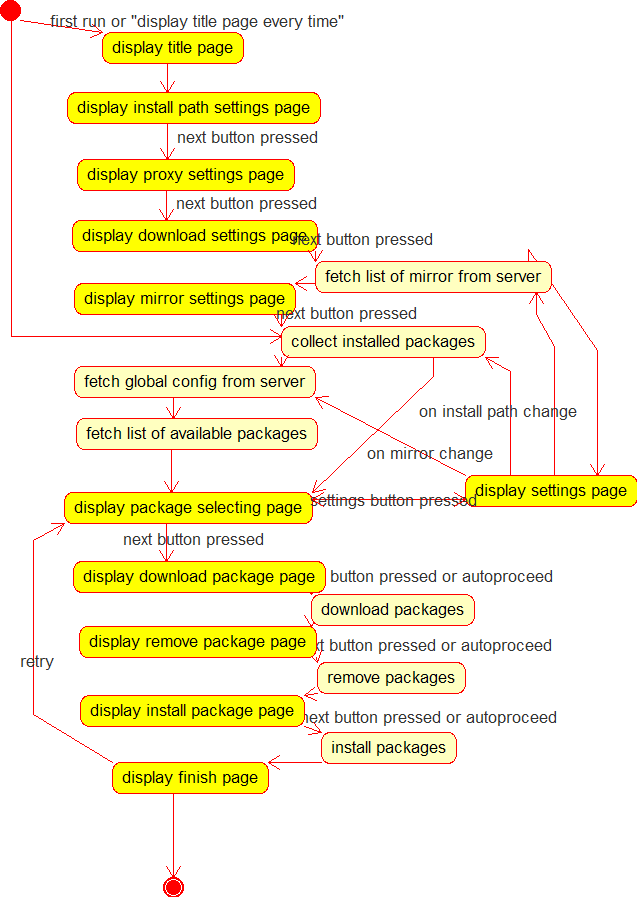 first run or "display title page every time"
display title page
display install path settings page
next button pressed
display proxy settings page
next button pressed
display download settings page
next button pressed
fetch list of mirror from server
display mirror settings page
next button pressed
collect installed packages
fetch global config from server
on install path change
fetch list of available packages
on mirror change
display settings page
settings button pressed
display package selecting page
next button pressed
display download package page
button pressed or autoproceed
download packages
display remove package page
button pressed or autoproceed
retry
remove packages
display install package page
next button pressed or autoproceed
install packages
display finish page